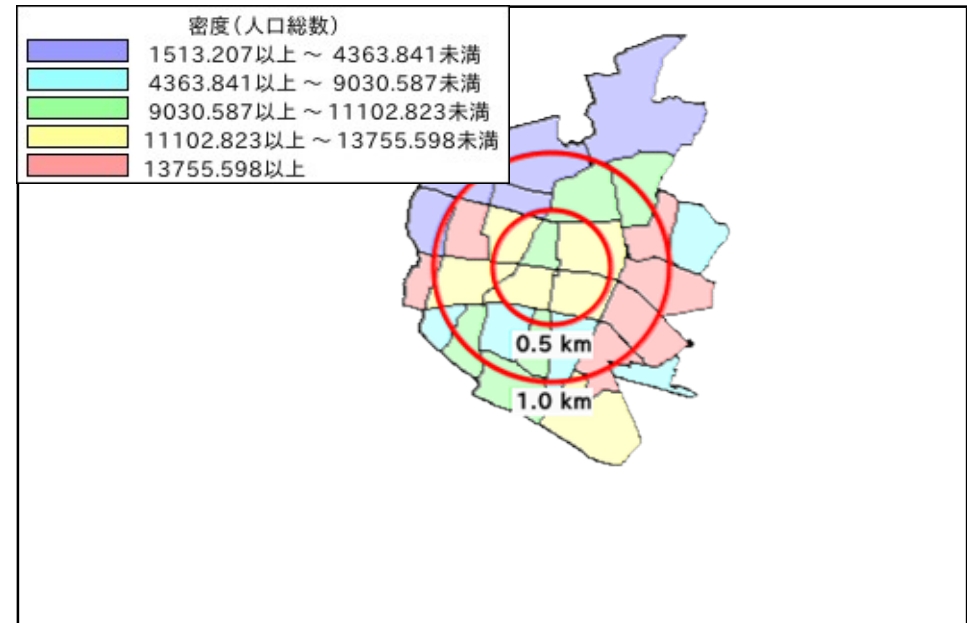 密度(人口総数)
1513.207以上 ～ 4363.841未満
4363.841以上 ～ 9030.587未満
9030.587以上 ～ 11102.823未満
11102.823以上 ～ 13755.598未満
13755.598以上
0.5 km
1.0 km